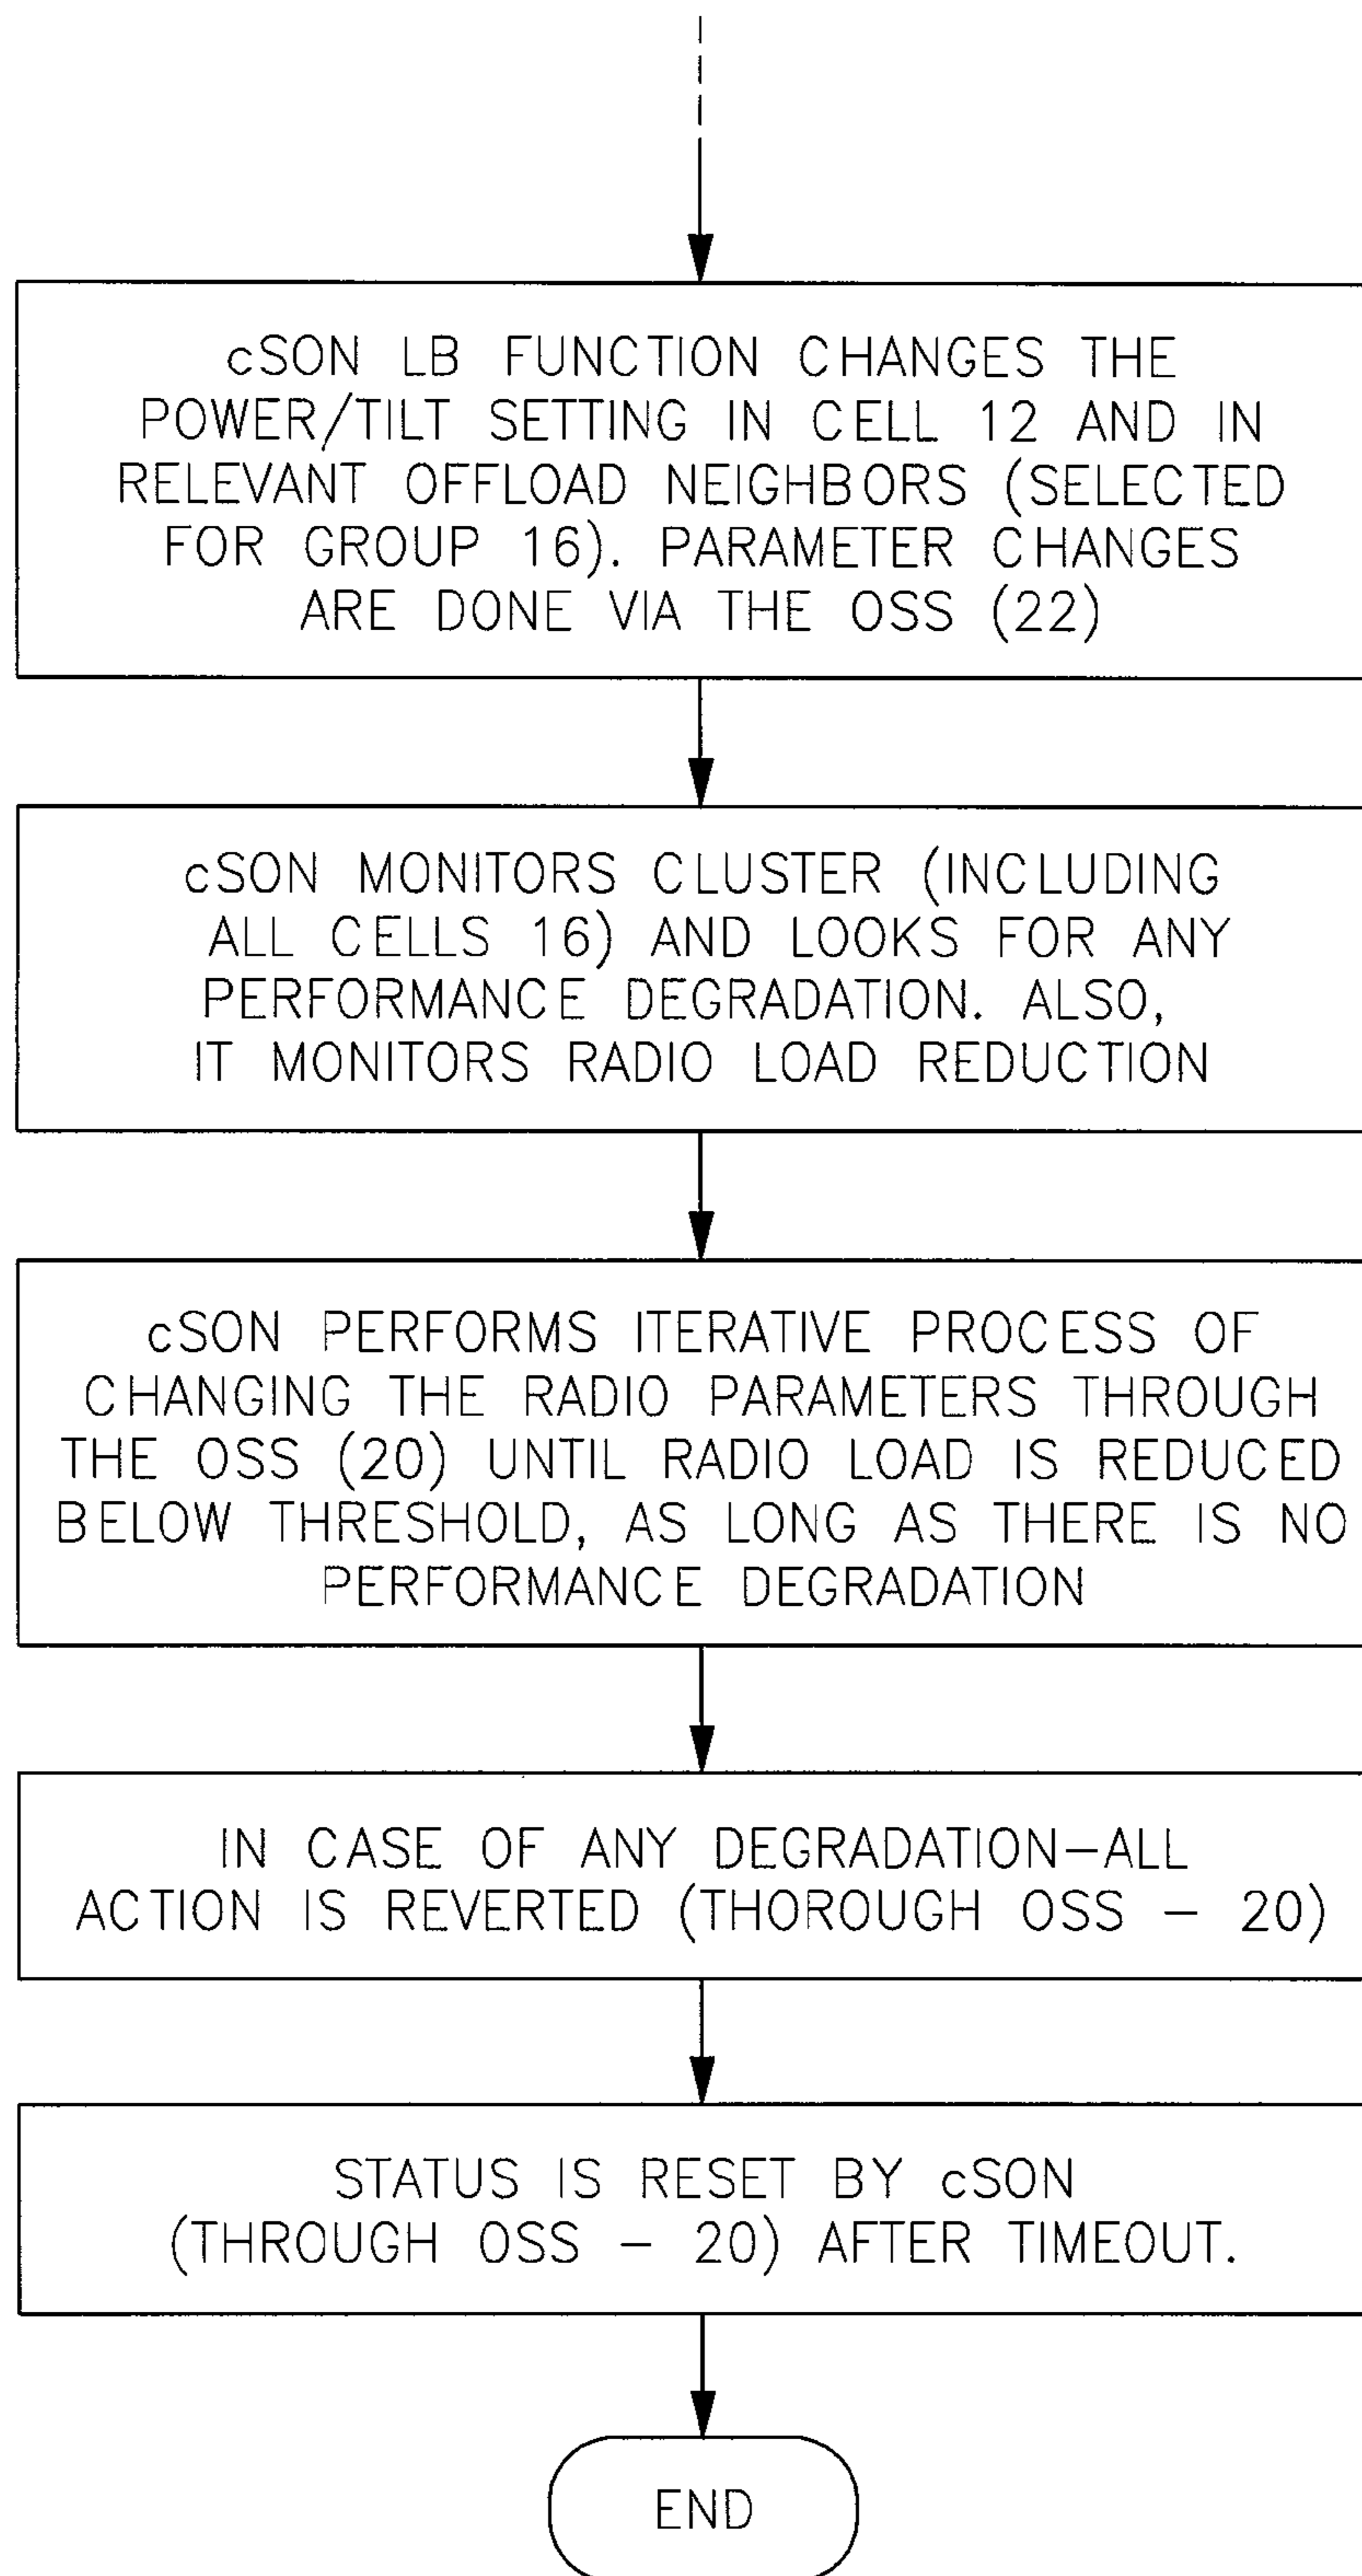 cSON LB FUNCTION CHANGES THE
POWER/TILT SETTING IN CELL 12 AND IN
RELEVANT OFFLOAD NEIGHBORS (SELECTED
FOR GROUP 16). PARAMETER CHANGES
ARE DONE VIA THE OSS (22)
cSON MONITORS CLUSTER (INCLUDING
ALL CELLS 16) AND LOOKS FOR ANY
PERFORMANCE DEGRADATION. ALSO,
IT MONITORS RADIO LOAD REDUCTION
cSON PERFORMS ITERATIVE PROCESS OF
CHANGING THE RADIO PARAMETERS THROUGH
THE OSS (20) UNTIL RADIO LOAD IS REDUCED
BELOW THRESHOLD, AS LONG AS THERE IS NO
PERFORMANCE DEGRADATION
IN CASE OF ANY DEGRADATION–ALL
ACTION IS REVERTED (THOROUGH OSS – 20)
STATUS IS RESET BY cSON
(THROUGH OSS – 20) AFTER TIMEOUT.
END